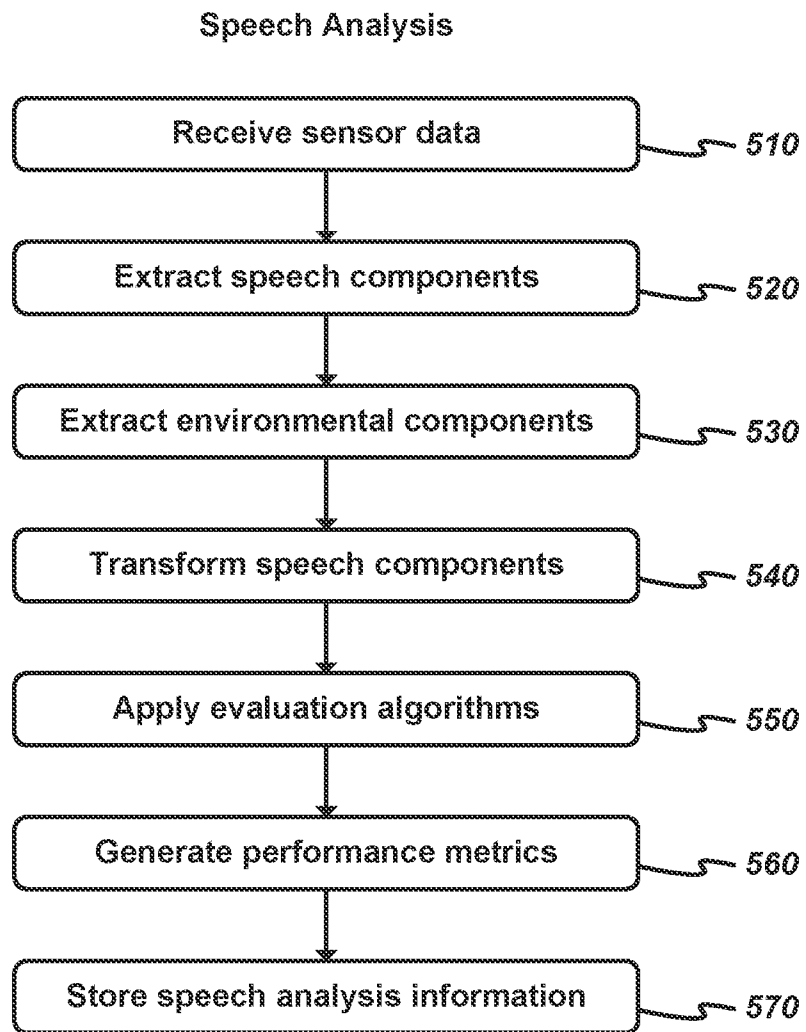 Speech Analysis
Receive sensor data
510
Extract speech components
520
Extract environmental components
530
Transform speech components
540
Apply evaluation algorithms
550
Generate performance metrics
560
Store speech analysis information
570